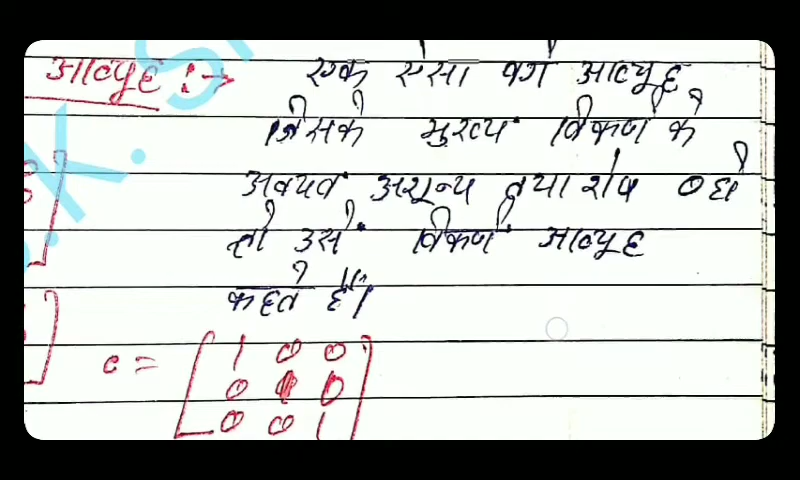 आव्यूह :→ एक ऐसा वर्ग आव्यूह
जिसके मुख्य विकर्ण के
अवयव अशून्य तथा शेष 0 हो
तो उसे विकर्ण आव्यूह
कहते हैं।
e = [1 0 0
0 1 0
0 0 1]